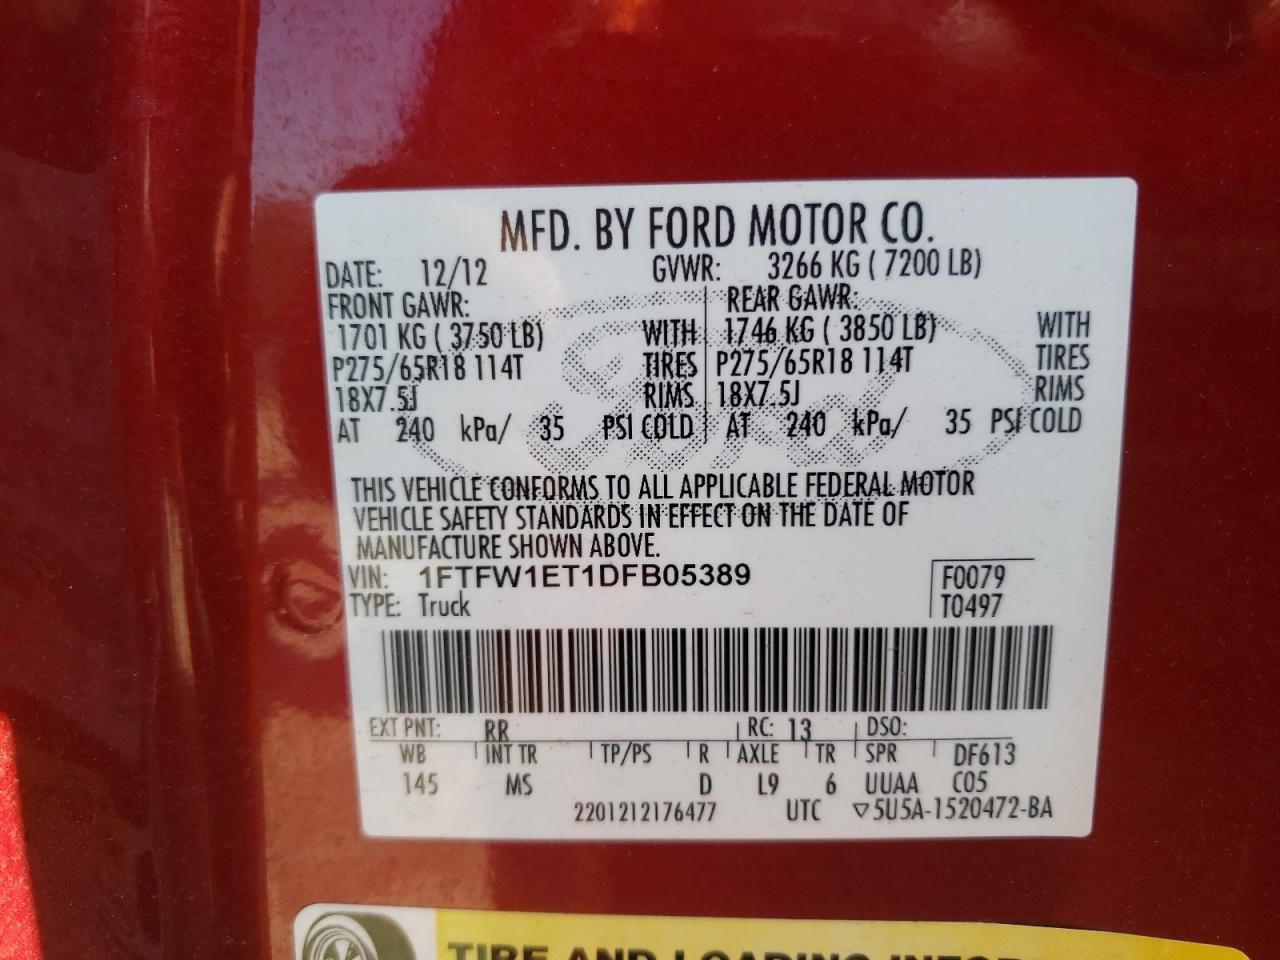 MFD. BY FORD MOTOR CO.
DATE: 12/12 GVWR: 3266 KG ( 7200 LB)
FRONT GAWR: REAR GAWR:
1701 KG ( 3750 LB) WITH 1746 KG ( 3850 LB) WITH
P275/65R18 114T TIRES P275/65R18 114T TIRES
18X7.5J RIMS 18X7.5J RIMS
AT 240 kPa/ 35 PSI COLD AT 240 kPa/ 35 PSI COLD
THIS VEHICLE CONFORMS TO ALL APPLICABLE FEDERAL MOTOR
VEHICLE SAFETY STANDARDS IN EFFECT ON THE DATE OF
MANUFACTURE SHOWN ABOVE.
VIN: 1FTFW1ET1DFB05389 F0079
TYPE: Truck T0497
EXT PNT: RR RC: 13 DSO:
WB INT TR TP/PS R AXLE TR SPR DF613
145 MS D L9 6 UUAA C05
2201212176477 UTC ▽5U5A-1520472-BA
TIRE AND LOADING